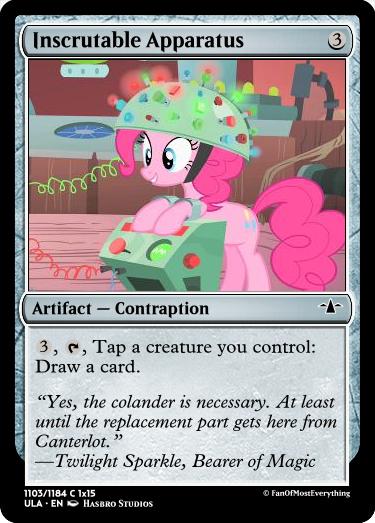 Inscrutable Apparatus 3
Artifact — Contraption
3, , Tap a creature you control:
Draw a card.
“Yes, the colander is necessary. At least
until the replacement part gets here from
Canterlot.”
—Twilight Sparkle, Bearer of Magic
1103/1184 C 1x15
ULA • EN Hasbro Studios
© FanOfMostEverything